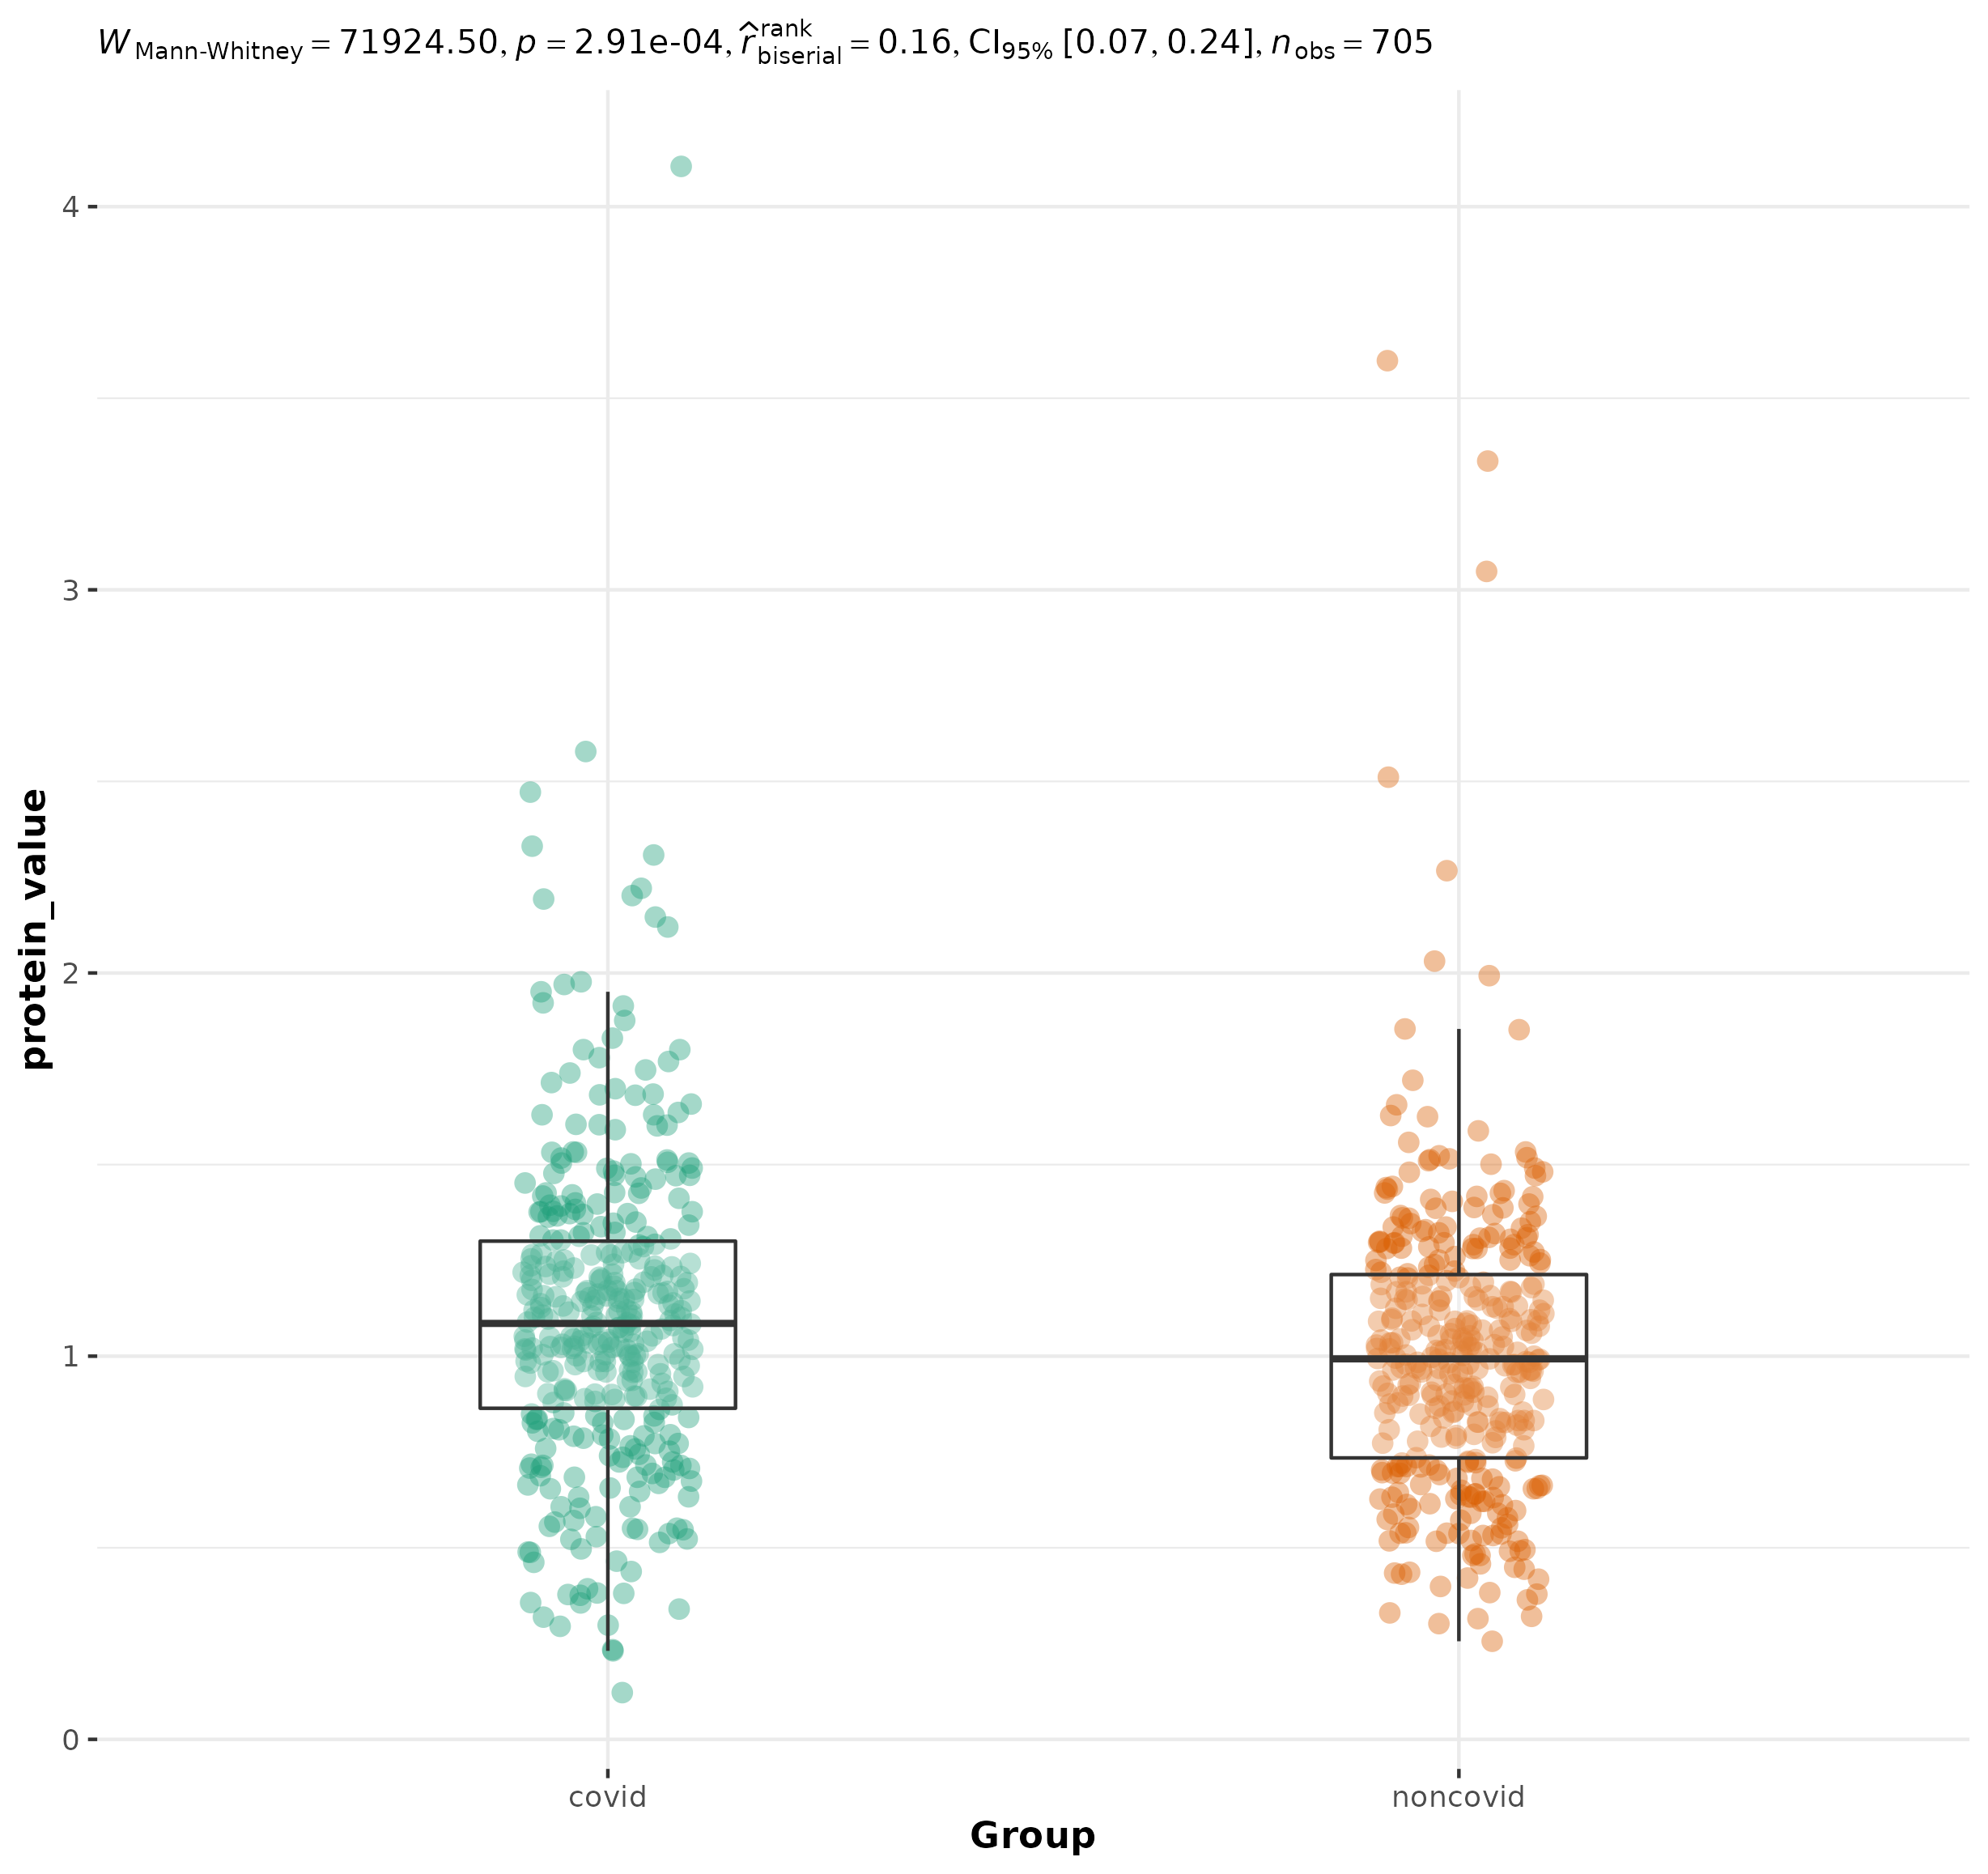 W Mann-Whitney = 71924.50, p = 2.91e-04, r̂ rank biserial = 0.16, CI95% [0.07, 0.24], n obs = 705
protein_value
4
3
2
1
0
covid noncovid
Group